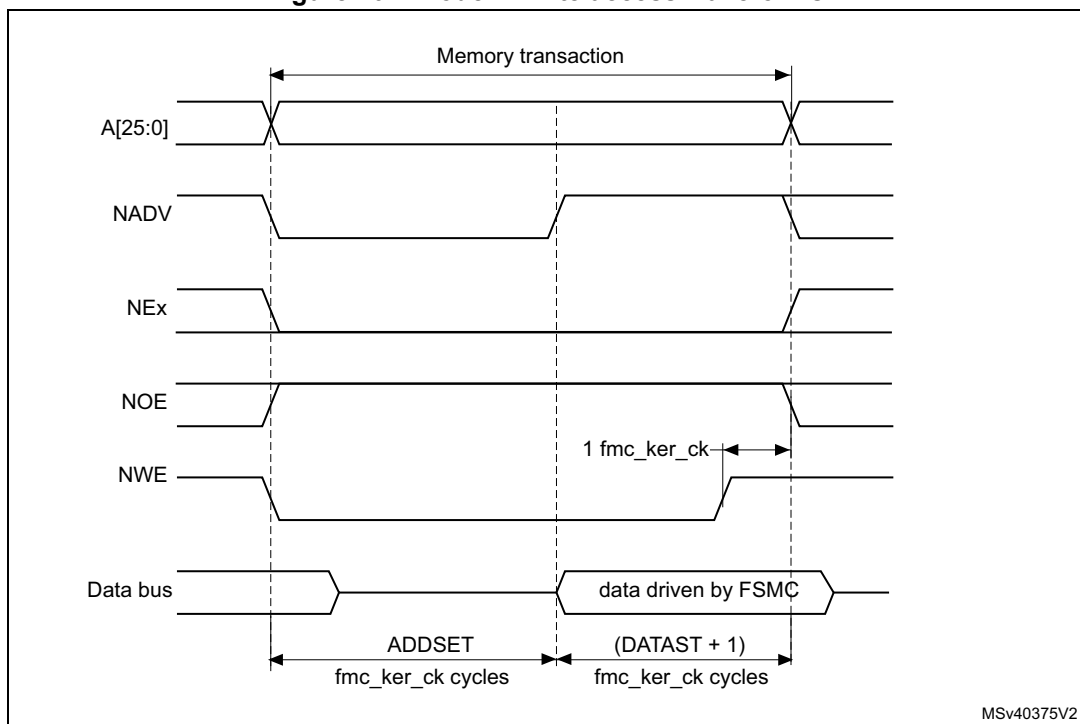 Memory transaction
A[25:0]
NADV
NEx
NOE
1 fmc_ker_ck
NWE
Data bus
data driven by FSMC
ADDSET
(DATAST + 1)
fmc_ker_ck cycles
fmc_ker_ck cycles
MSv40375V2